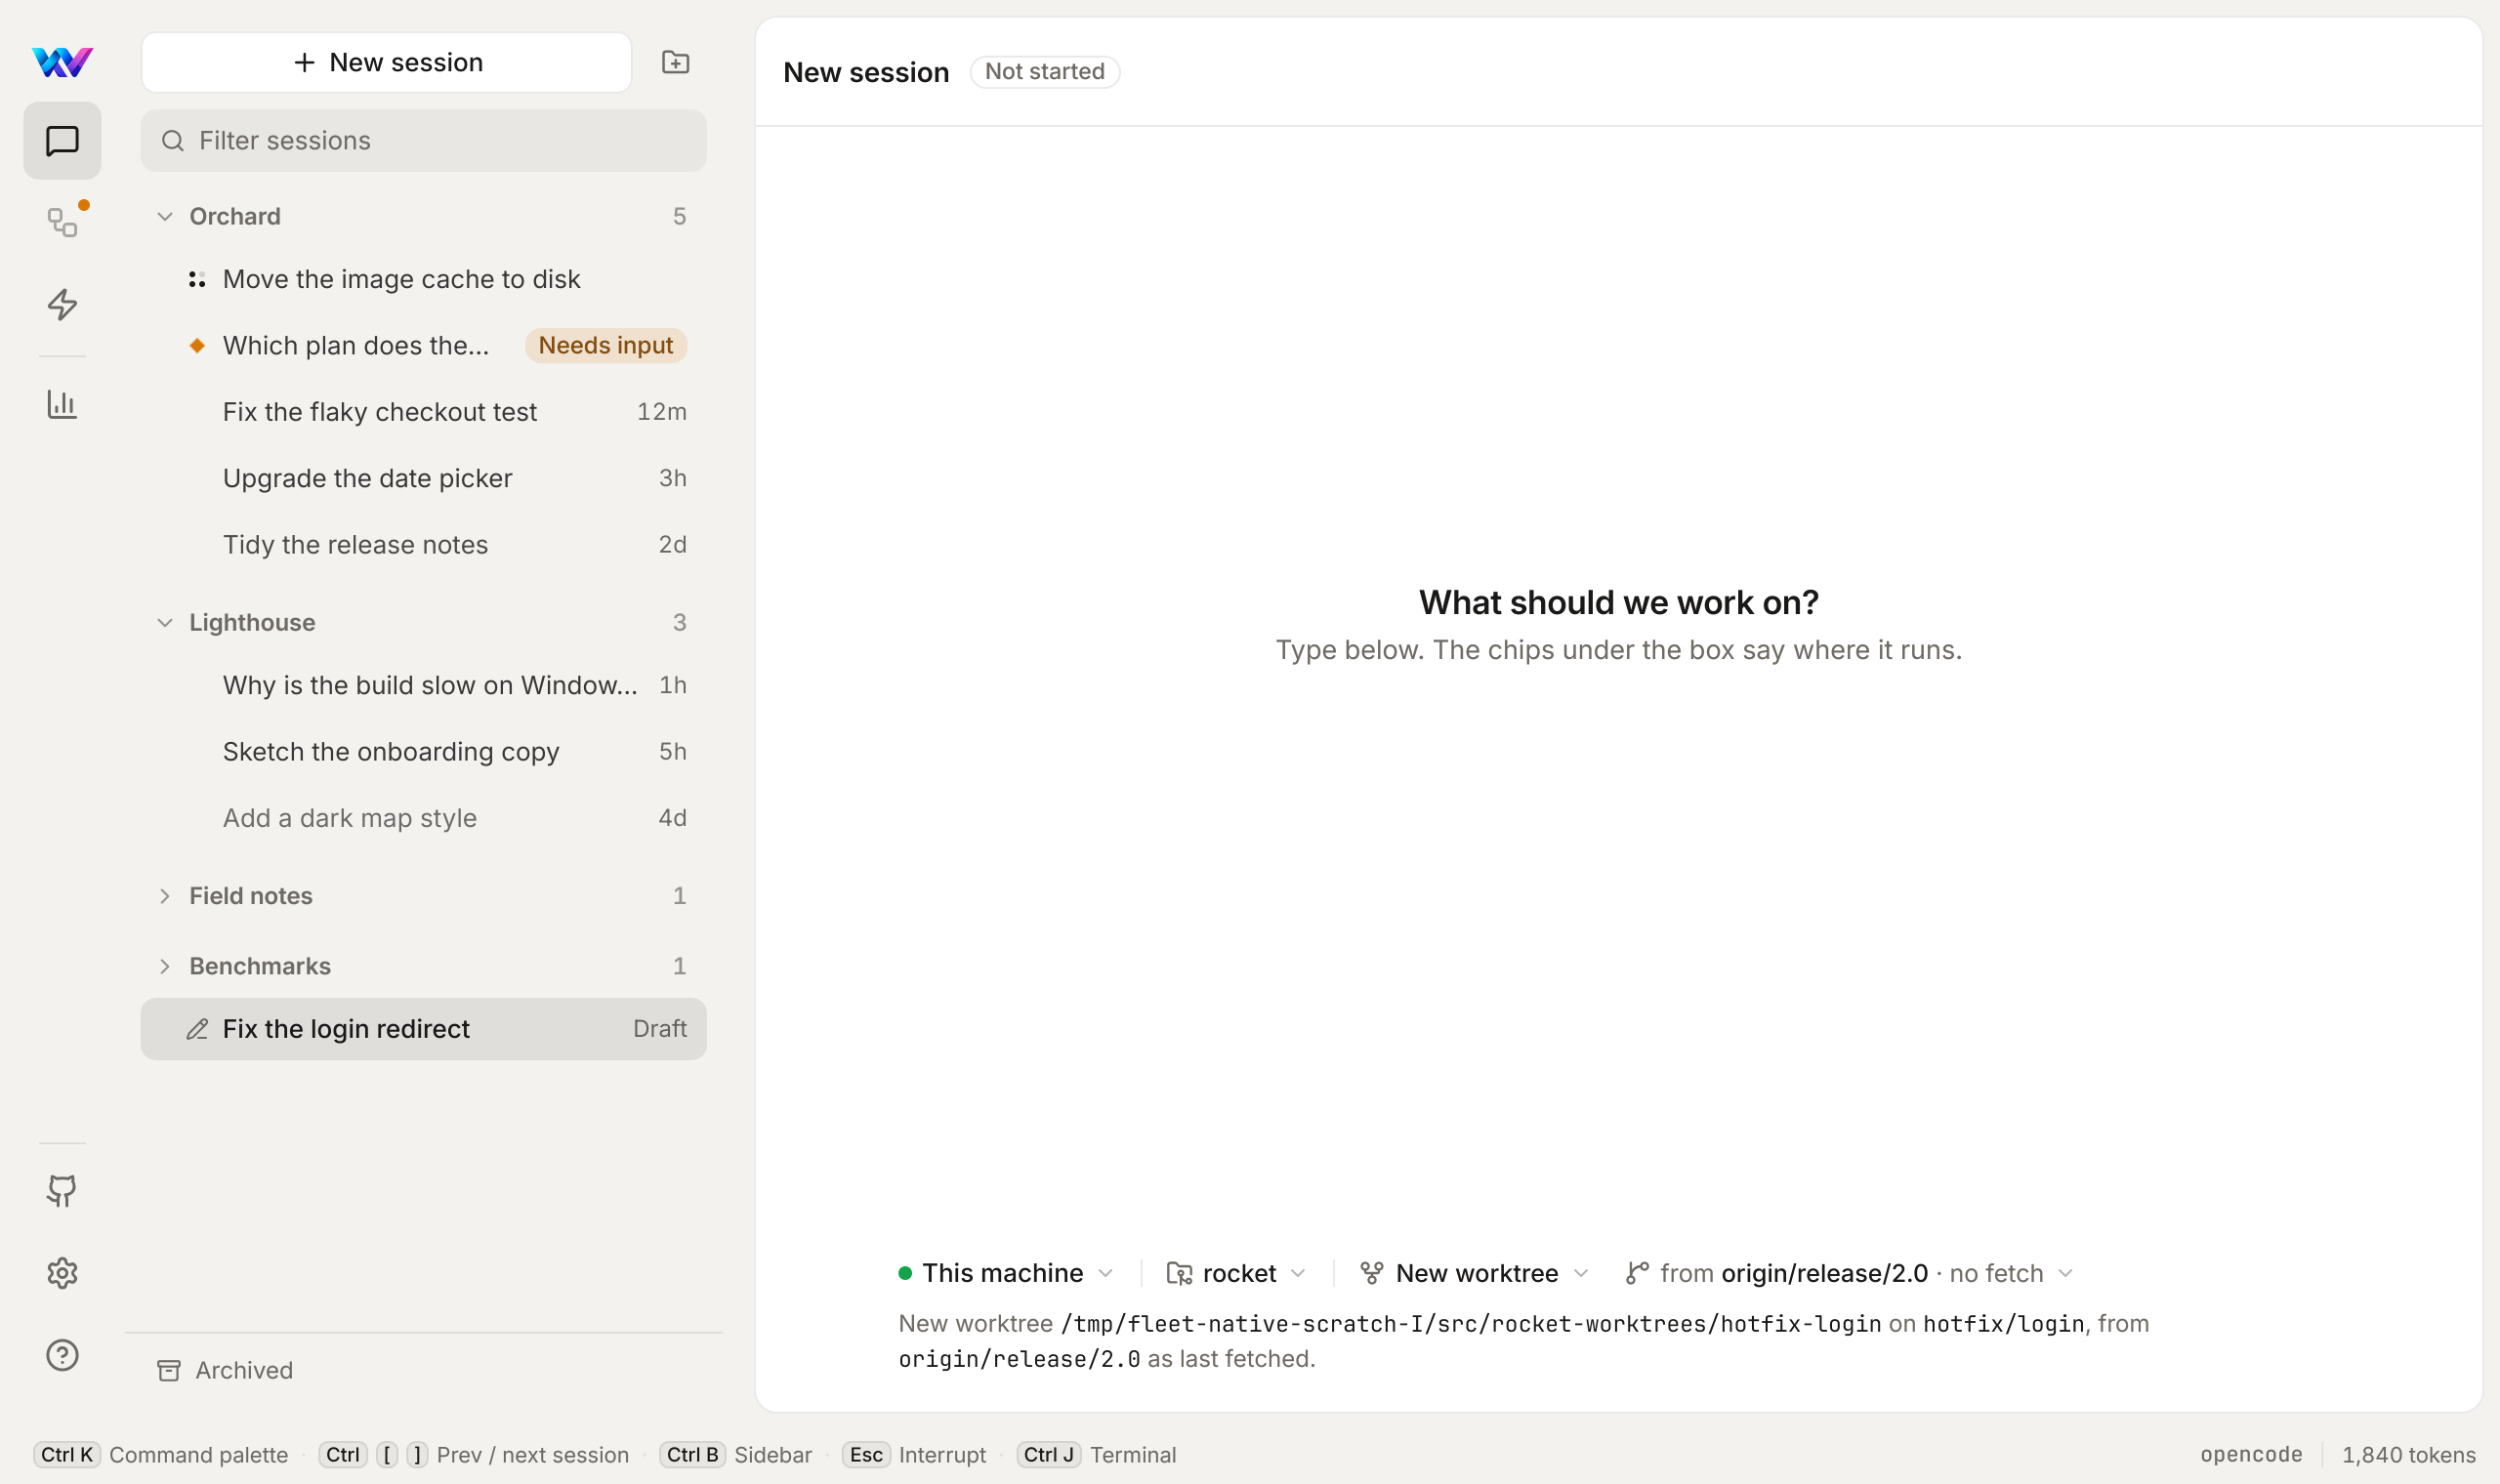 New session
Filter sessions
Orchard 5
Move the image cache to disk
Which plan does the... Needs input
Fix the flaky checkout test 12m
Upgrade the date picker 3h
Tidy the release notes 2d
Lighthouse 3
Why is the build slow on Window... 1h
Sketch the onboarding copy 5h
Add a dark map style 4d
Field notes 1
Benchmarks 1
Fix the login redirect Draft
Archived
New session Not started
What should we work on?
Type below. The chips under the box say where it runs.
This machine rocket New worktree from origin/release/2.0 · no fetch
New worktree /tmp/fleet-native-scratch-I/src/rocket-worktrees/hotfix-login on hotfix/login, from
origin/release/2.0 as last fetched.
Ctrl K Command palette · Ctrl [ ] Prev / next session · Ctrl B Sidebar · Esc Interrupt · Ctrl J Terminal opencode 1,840 tokens